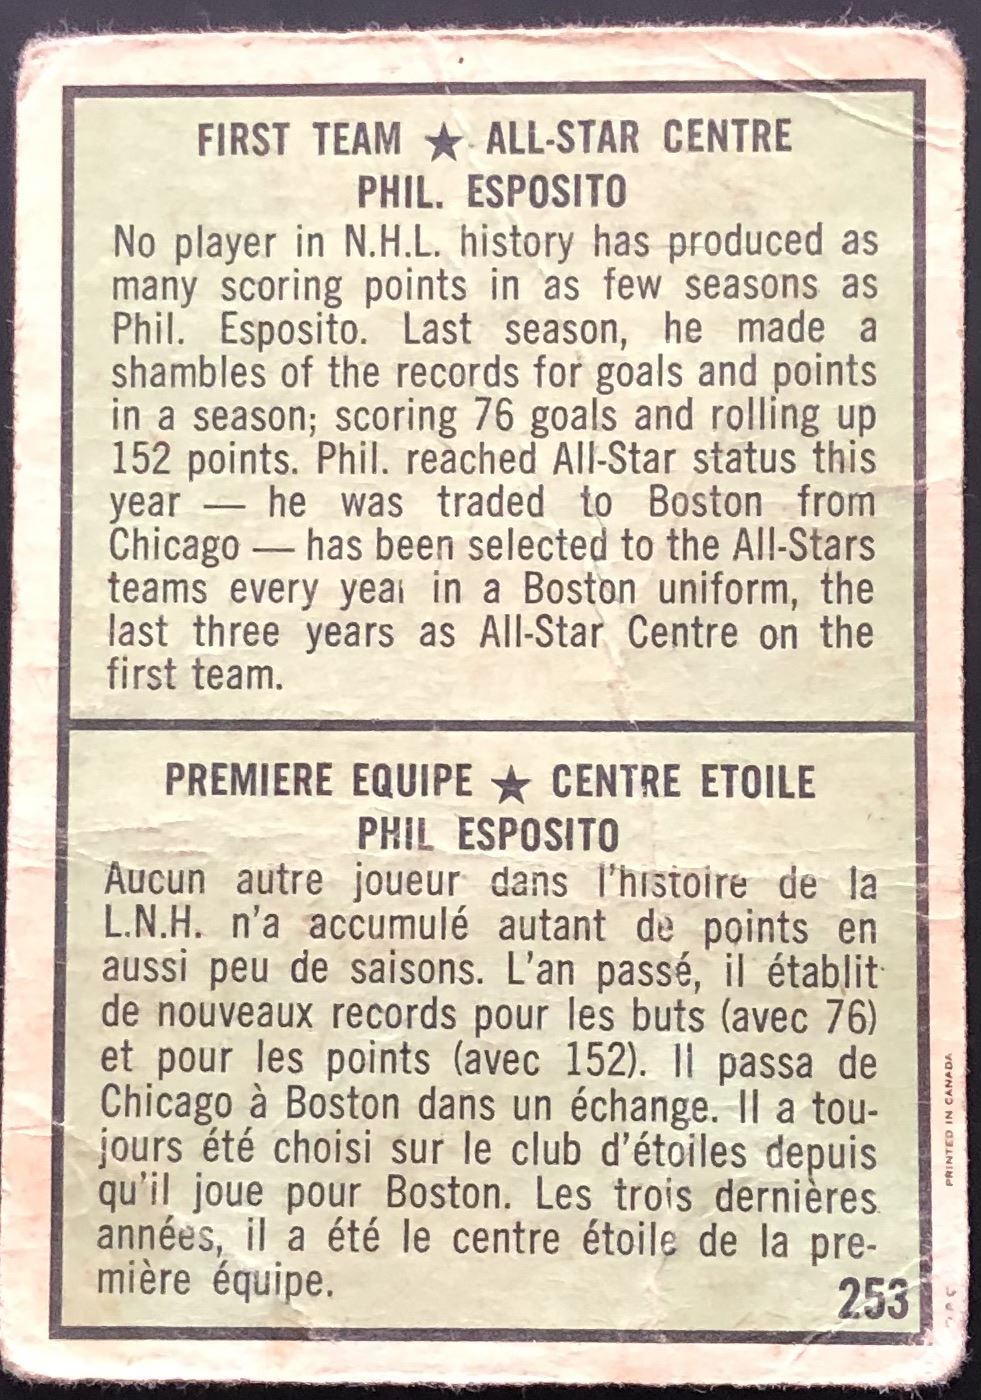 FIRST TEAM ★ ALL-STAR CENTRE
PHIL. ESPOSITO
No player in N.H.L. history has produced as
many scoring points in as few seasons as
Phil. Esposito. Last season, he made a
shambles of the records for goals and points
in a season; scoring 76 goals and rolling up
152 points. Phil. reached All-Star status this
year — he was traded to Boston from
Chicago — has been selected to the All-Stars
teams every year in a Boston uniform, the
last three years as All-Star Centre on the
first team.
PREMIERE EQUIPE ★ CENTRE ETOILE
PHIL ESPOSITO
Aucun autre joueur dans l'histoire de la
L.N.H. n'a accumulé autant de points en
aussi peu de saisons. L'an passé, il établit
de nouveaux records pour les buts (avec 76)
et pour les points (avec 152). Il passa de
Chicago à Boston dans un échange. Il a tou-
jours été choisi sur le club d'étoiles depuis
qu'il joue pour Boston. Les trois dernières
années, il a été le centre étoile de la pre-
mière équipe.
253
PRINTED IN CANADA